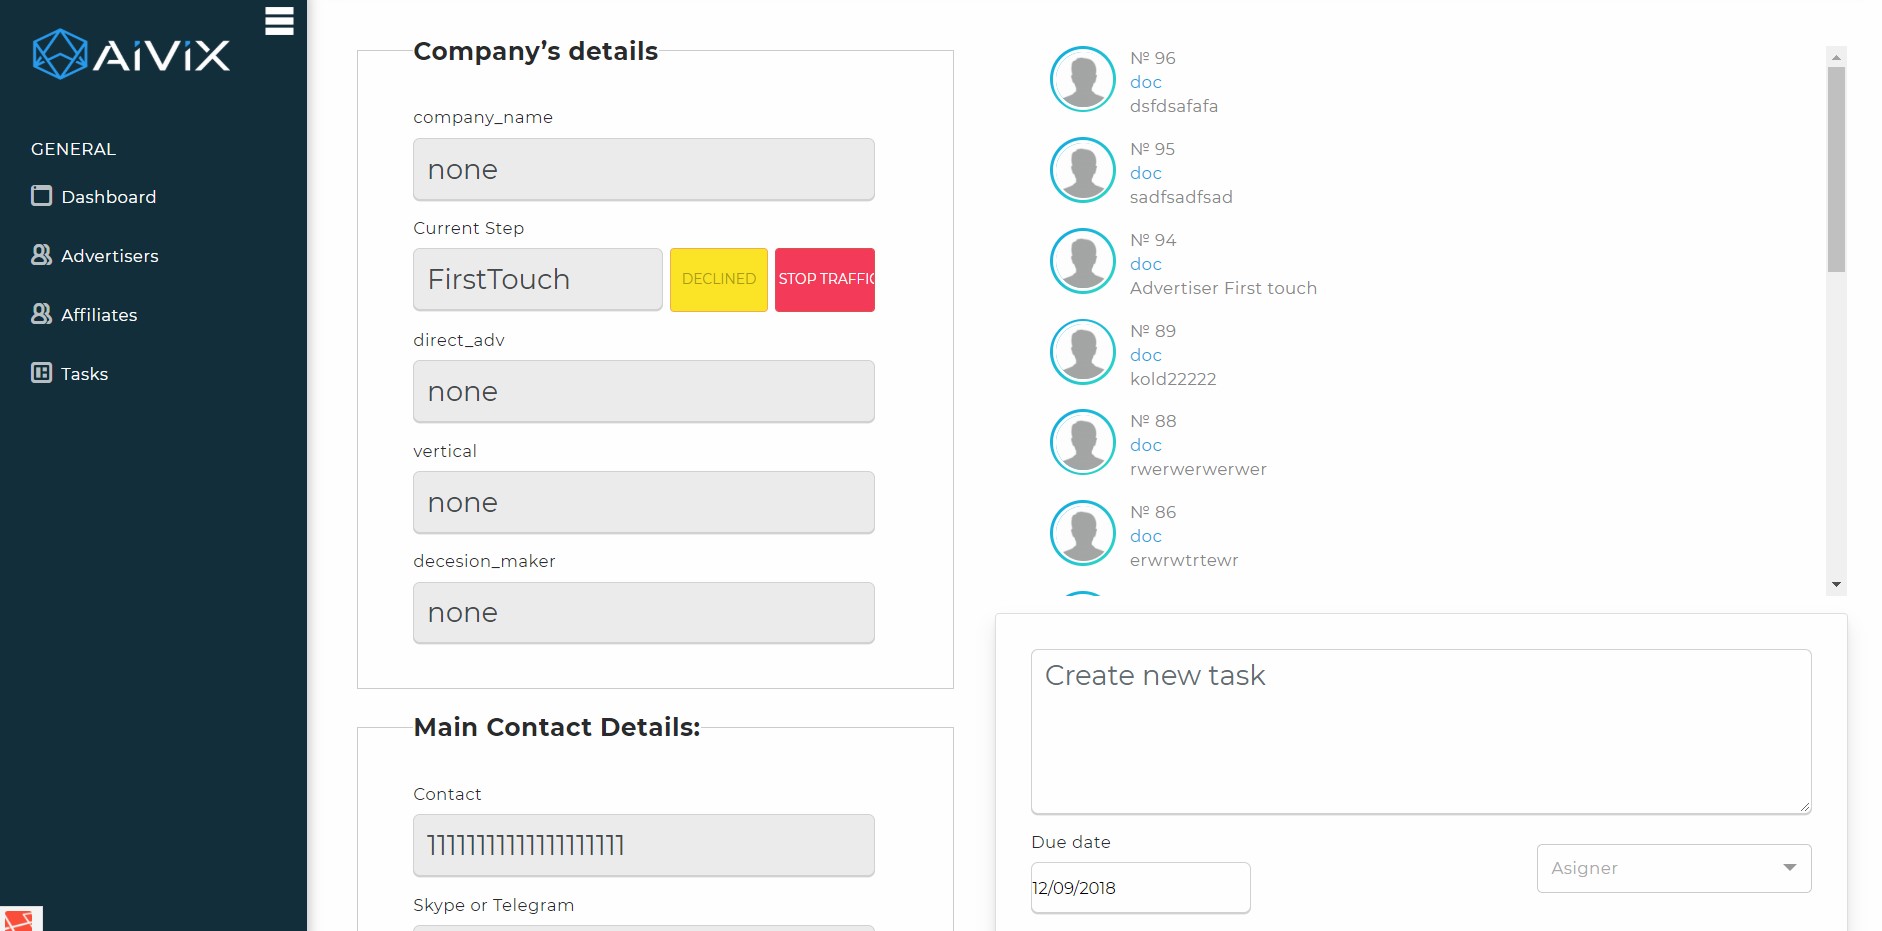 AiViX
GENERAL
Dashboard
Advertisers
Affiliates
Tasks
Company’s details
company_name
none
Current Step
FirstTouch
DECLINED
STOP TRAFFIC
direct_adv
none
vertical
none
decesion_maker
none
Main Contact Details:
Contact
11111111111111111111
Skype or Telegram
№ 96
doc
dsfdsafafa
№ 95
doc
sadfsadfsad
№ 94
doc
Advertiser First touch
№ 89
doc
kold22222
№ 88
doc
rwerwerwerwer
№ 86
doc
erwrwtrtewr
Create new task
Due date
12/09/2018
Asigner